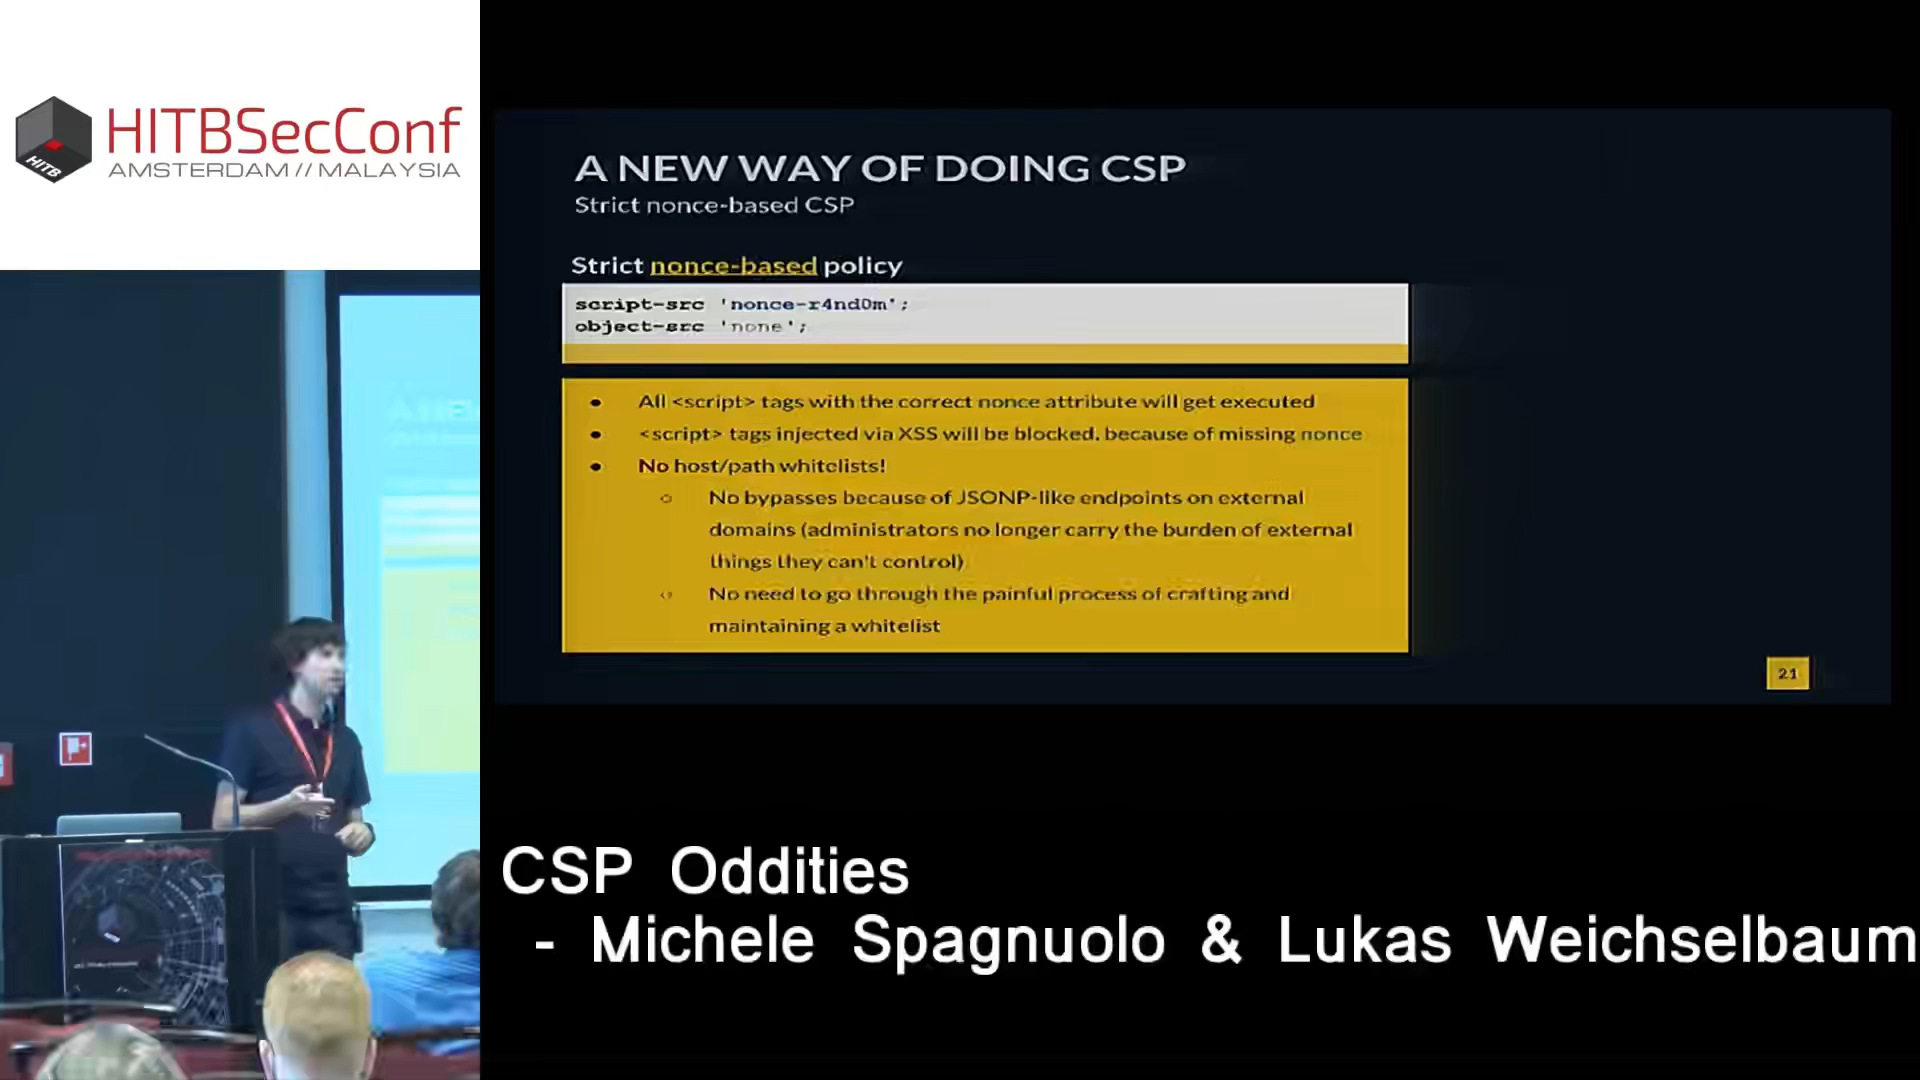 HITBSecConf
AMSTERDAM // MALAYSIA
HITB
A NEW WAY OF DOING CSP
Strict nonce-based CSP
Strict nonce-based policy
script-src 'nonce-r4nd0m';
object-src 'none';
All <script> tags with the correct nonce attribute will get executed
<script> tags injected via XSS will be blocked, because of missing nonce
No host/path whitelists!
No bypasses because of JSONP-like endpoints on external
domains (administrators no longer carry the burden of external
things they can't control)
No need to go through the painful process of crafting and
maintaining a whitelist
21
CSP Oddities
- Michele Spagnuolo & Lukas Weichselbaum